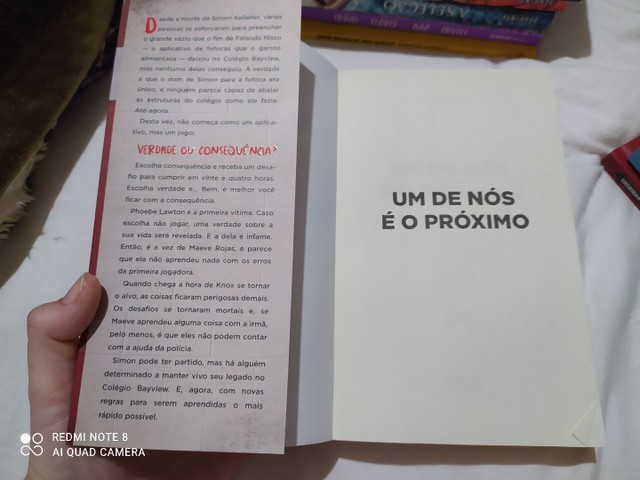 Desde a morte de Simon Kelleher, várias
pessoas se esforçaram para preencher
o grande vazio que o fim de Falando Nisso
— o aplicativo de fofocas que o garoto
alimentava — deixou no Colégio Bayview,
mas nenhuma delas conseguiu. A verdade
é que o dom de Simon para a fofoca era
único, e ninguém parece capaz de abalar
as estruturas do colégio como ele fazia.
Até agora.
Desta vez, não começa como um aplica-
tivo, mas um jogo:
VERDADE OU CONSEQUÊNCIA?
Escolha consequência e receba um desa-
fio para cumprir em vinte e quatro horas.
Escolha verdade e... Bem, é melhor você
ficar com a consequência.
Phoebe Lawton é a primeira vítima. Caso
escolha não jogar, uma verdade sobre a
sua vida será revelada. E a dela é infame.
Então, é a vez de Maeve Rojas, e parece
que ela não aprendeu nada com os erros
da primeira jogadora.
Quando chega a hora de Knox se tornar
o alvo, as coisas ficaram perigosas demais.
Os desafios se tornaram mortais e, se
Maeve aprendeu alguma coisa com a irmã,
pelo menos, é que eles não podem contar
com a ajuda da polícia.
Simon pode ter partido, mas há alguém
determinado a manter vivo seu legado no
Colégio Bayview. E, agora, com novas
regras para serem aprendidas o mais
rápido possível.
UM DE NÓS
É O PRÓXIMO
A SELEÇÃO
REDMI NOTE 8
AI QUAD CAMERA